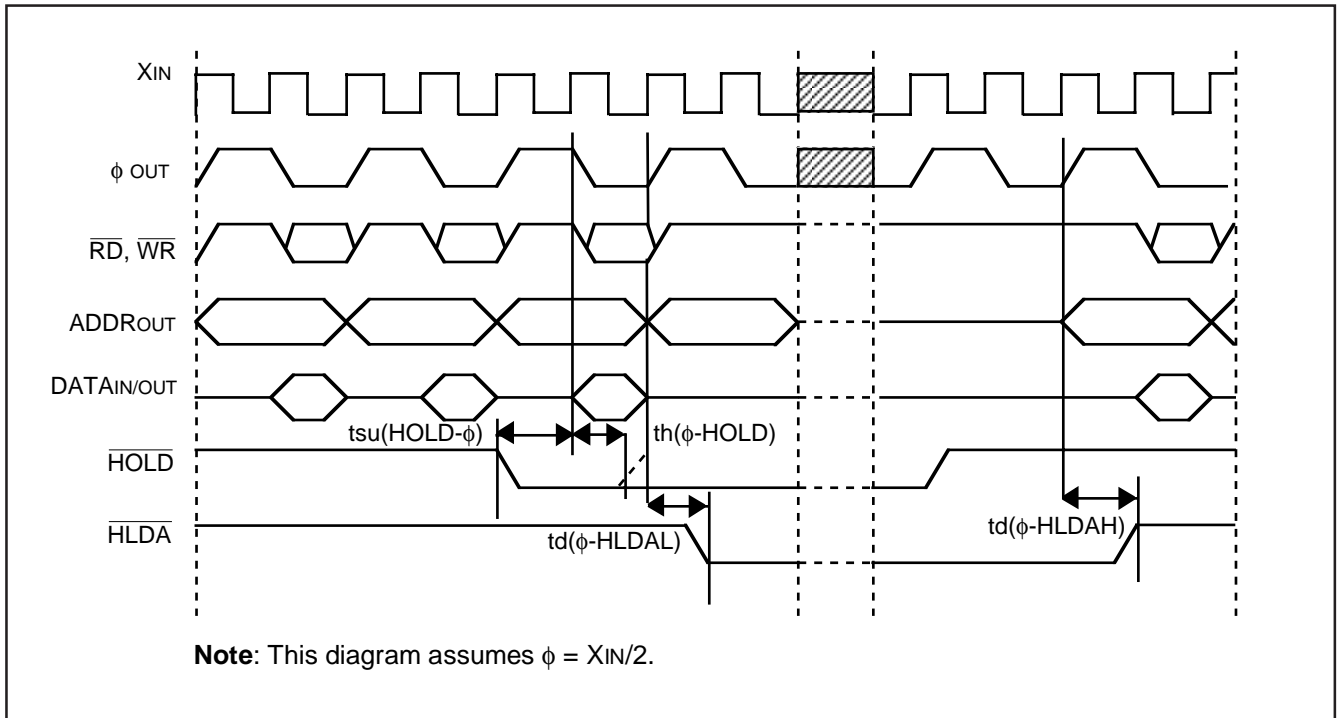 XIN
ϕ OUT
RD, WR
ADDROUT
DATAIN/OUT
tsu(HOLD-ϕ)
th(ϕ-HOLD)
HOLD
HLDA
td(ϕ-HLDAL)
td(ϕ-HLDAH)
Note: This diagram assumes ϕ = XIN/2.